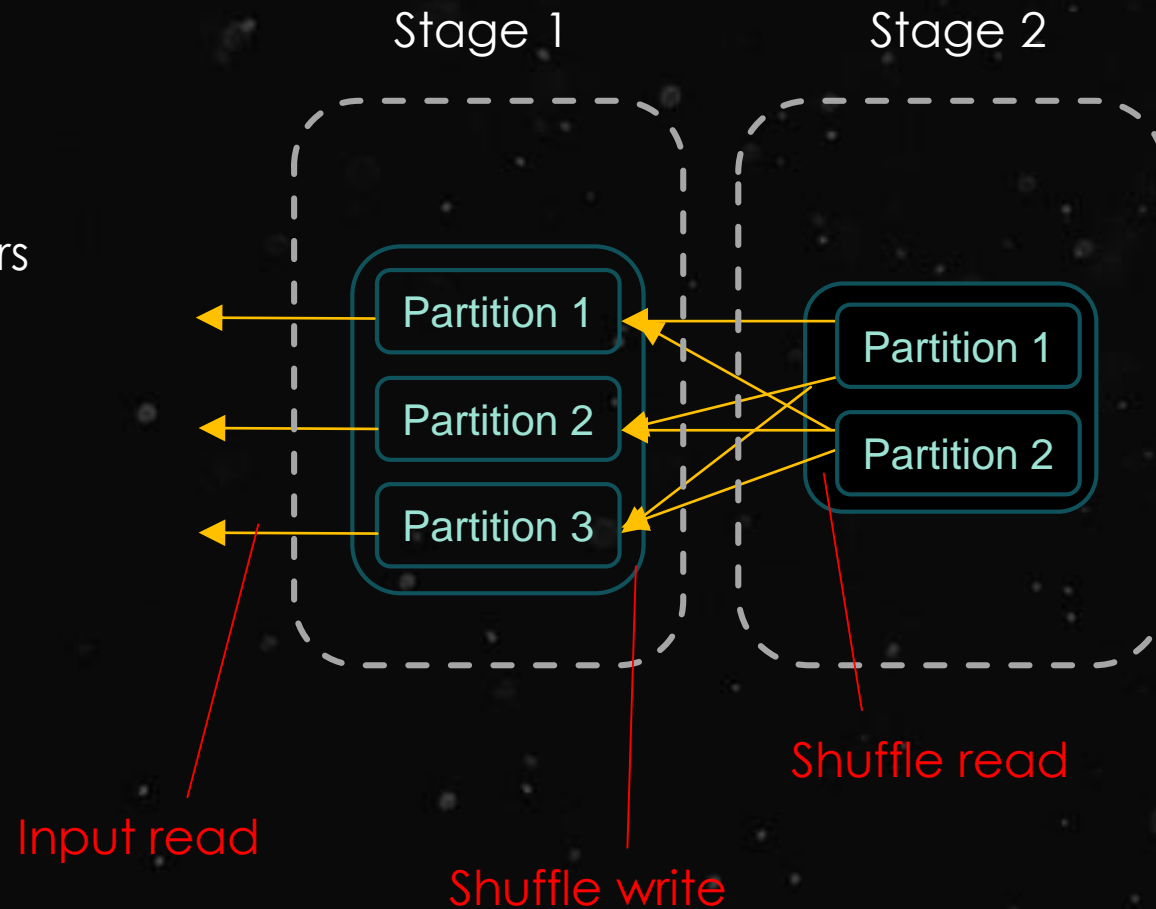 Stage 1
Stage 2
rs
Partition 1
Partition 2
Partition 3
Partition 1
Partition 2
Shuffle read
Input read
Shuffle write